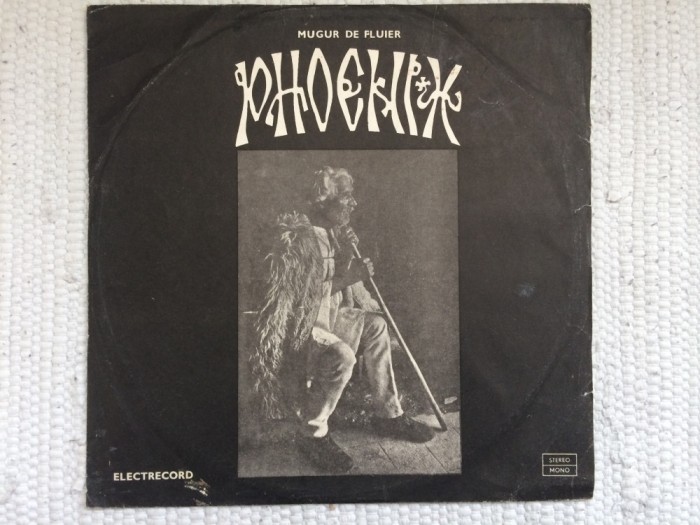 MUGUR DE FLUIER
PHOENIX
ELECTRECORD
STEREO
MONO